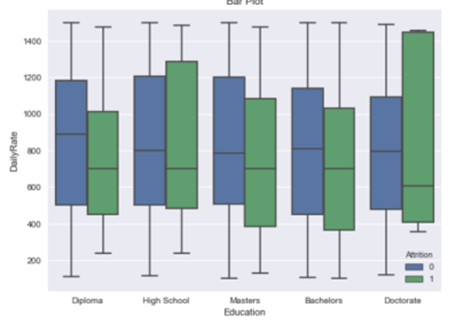 Bar Plot
DailyRate
1400
1200
1000
800
600
400
200
Diploma
High School
Masters
Bachelors
Doctorate
Education
Attrition
0
1